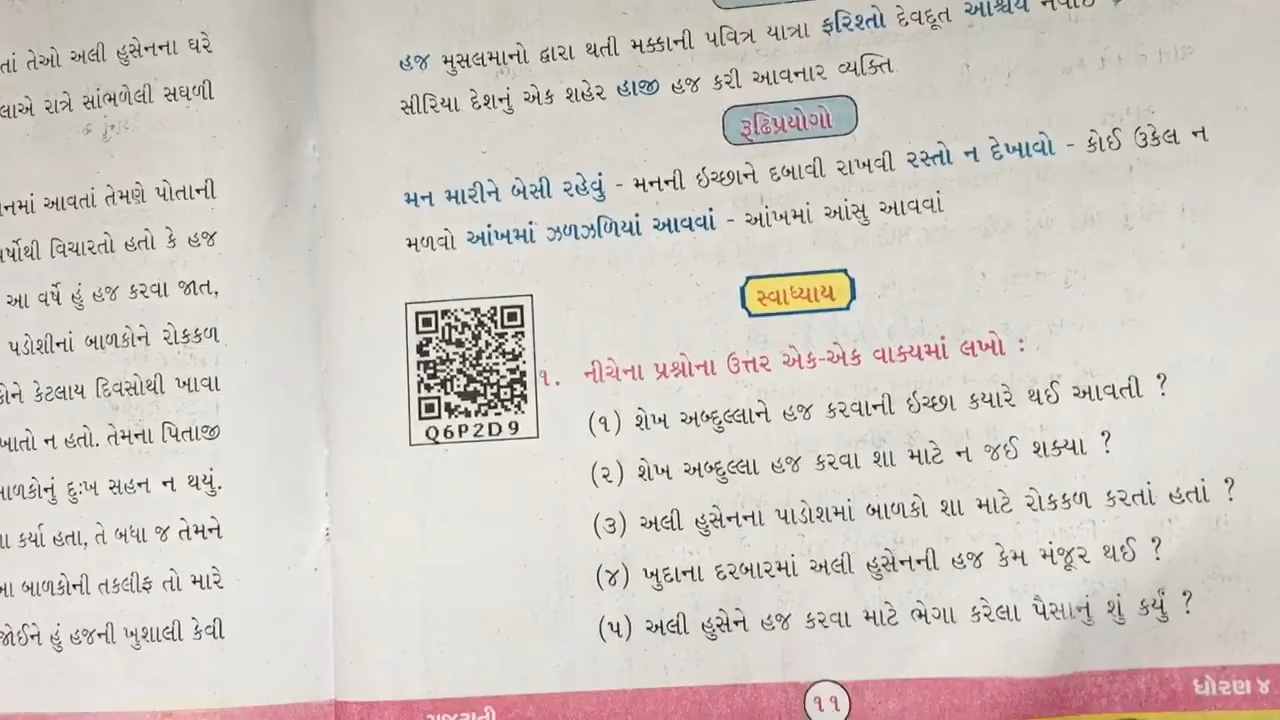 તેઓ અલી હુસેનના ઘરે
રાત્રે સાંભળેલી સઘળી
આવતાં તેમણે પોતાની
વિચારતો હતો કે હજ
આ વર્ષે હું હજ કરવા જાત,
પડોશીનાં બાળકોને રોકકળ
કેટલાય દિવસોથી ખાવા
ખાતો ન હતો. તેમના પિતાજી
બાળકોનું દુઃખ સહન ન થયું.
કર્યા હતા, તે બધા જ તેમને
બાળકોની તકલીફ તો મારે
જોઈને હું હજની ખુશાલી કેવી
હજ મુસલમાનો દ્વારા થતી મક્કાની પવિત્ર યાત્રા ફરિશ્તો દેવદૂત આશ્ચર્ય
સીરિયા દેશનું એક શહેર હાજી હજ કરી આવનાર વ્યક્તિ
રૂઢિપ્રયોગો
મન મારીને બેસી રહેવું - મનની ઇચ્છાને દબાવી રાખવી રસ્તો ન દેખાવો - કોઈ ઉકેલ ન
મળવો આંખમાં ઝળઝળિયાં આવવાં - આંખમાં આંસુ આવવાં
સ્વાધ્યાય
Q6P2D9
૧. નીચેના પ્રશ્નોના ઉત્તર એક-એક વાક્યમાં લખો :
(૧) શેખ અબ્દુલ્લાને હજ કરવાની ઇચ્છા કયારે થઈ આવતી ?
(૨) શેખ અબ્દુલ્લા હજ કરવા શા માટે ન જઈ શક્યા ?
(૩) અલી હુસેનના પાડોશમાં બાળકો શા માટે રોકકળ કરતાં હતાં ?
(૪) ખુદાના દરબારમાં અલી હુસેનની હજ કેમ મંજૂર થઈ ?
(૫) અલી હુસેને હજ કરવા માટે ભેગા કરેલા પૈસાનું શું કર્યું ?
ગુજરાતી
૧૧
ધોરણ ૪